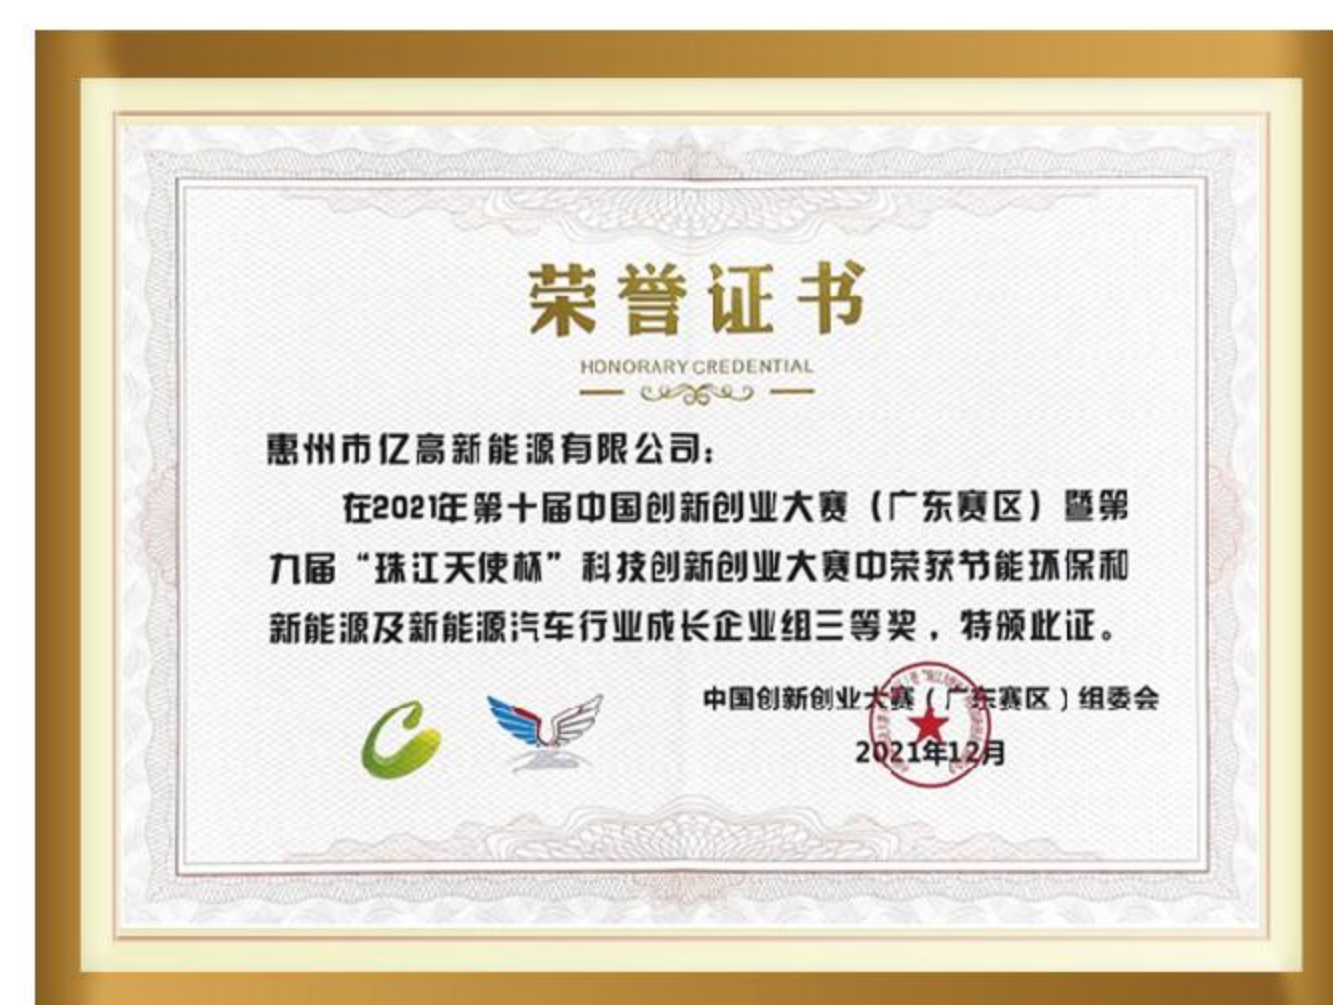 荣誉证书
HONORARY CREDENTIAL
惠州市亿高新能源有限公司：
在2021年第十届中国创新创业大赛（广东赛区）暨第
九届“珠江天使杯”科技创新创业大赛中荣获节能环保和
新能源及新能源汽车行业成长企业组三等奖，特颁此证。
中国创新创业大赛（广东赛区）组委会
2021年12月